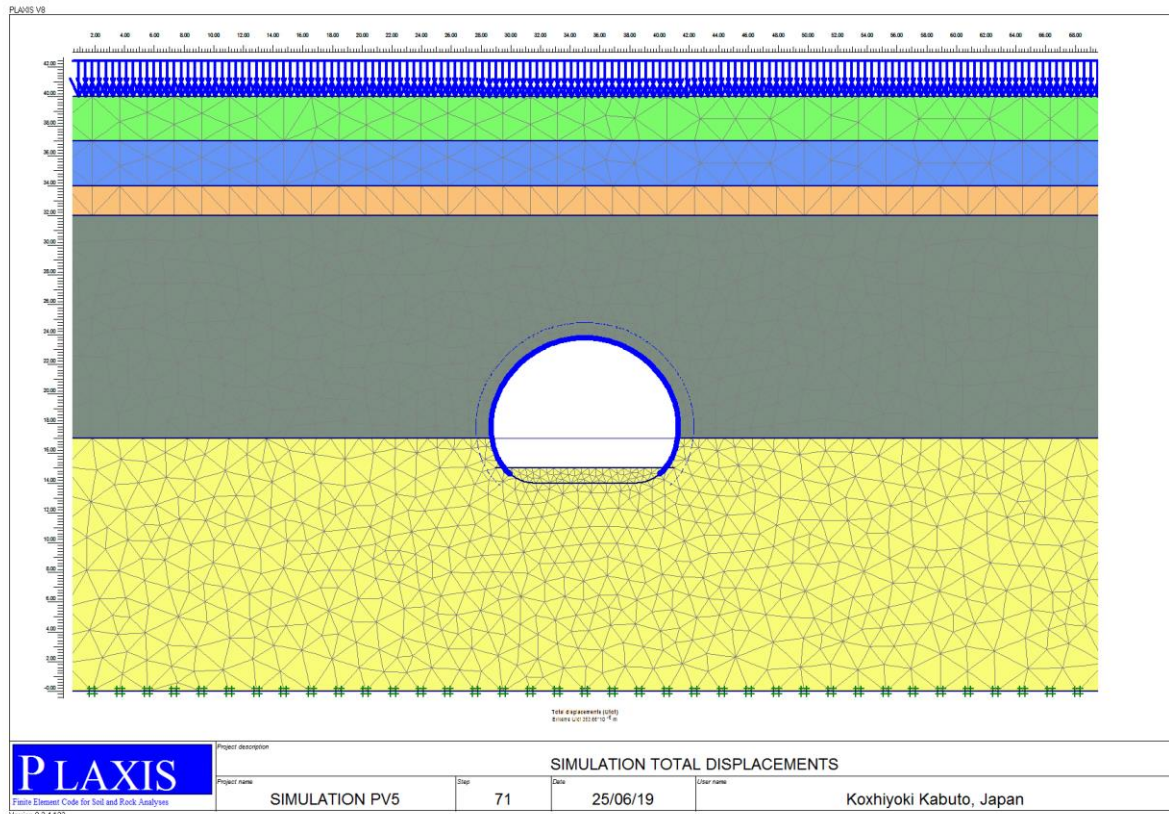 PLAXIS V8
2.00 4.00 6.00 8.00 10.00 12.00 14.00 16.00 18.00 20.00 22.00 24.00 26.00 28.00 30.00 32.00 34.00 36.00 38.00 40.00 42.00 44.00 46.00 48.00 50.00 52.00 54.00 56.00 58.00 60.00 62.00 64.00 66.00 68.00
42.00
40.00
38.00
36.00
34.00
32.00
30.00
28.00
26.00
24.00
22.00
20.00
18.00
16.00
14.00
12.00
10.00
8.00
6.00
4.00
2.00
-0.00
Total displacements (Utot)
Project description
SIMULATION TOTAL DISPLACEMENTS
PLAXIS
Finite Element Code for Soil and Rock Analyses
Project name Step Date User name
SIMULATION PV5 71 25/06/19 Koxhiyoki Kabuto, Japan